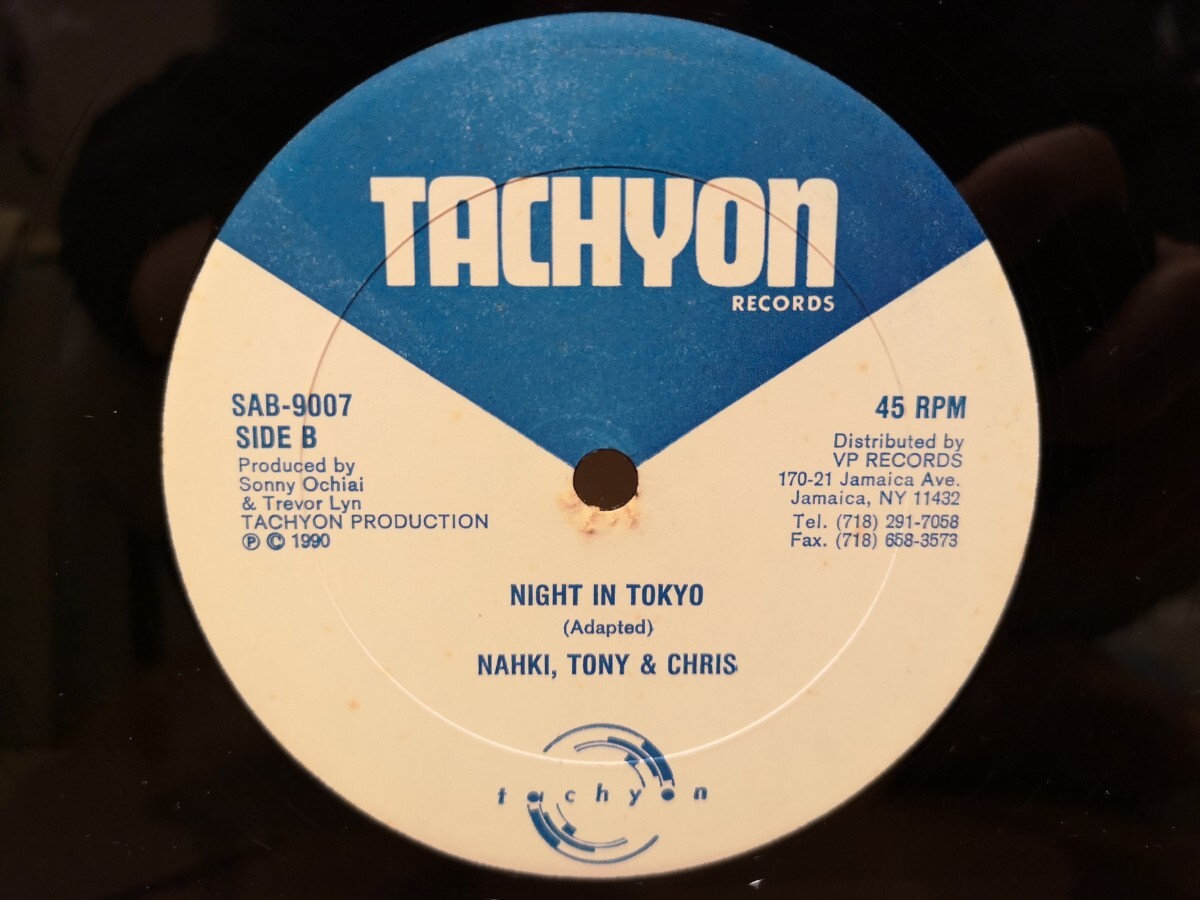 TACHYON
RECORDS
SAB-9007
SIDE B
Produced by
Sonny Ochiai
& Trevor Lyn
TACHYON PRODUCTION
Ⓟ © 1990
45 RPM
Distributed by
VP RECORDS
170-21 Jamaica Ave.
Jamaica, NY 11432
Tel. (718) 291-7058
Fax. (718) 658-3573
NIGHT IN TOKYO
(Adapted)
NAHKI, TONY & CHRIS
tachyon